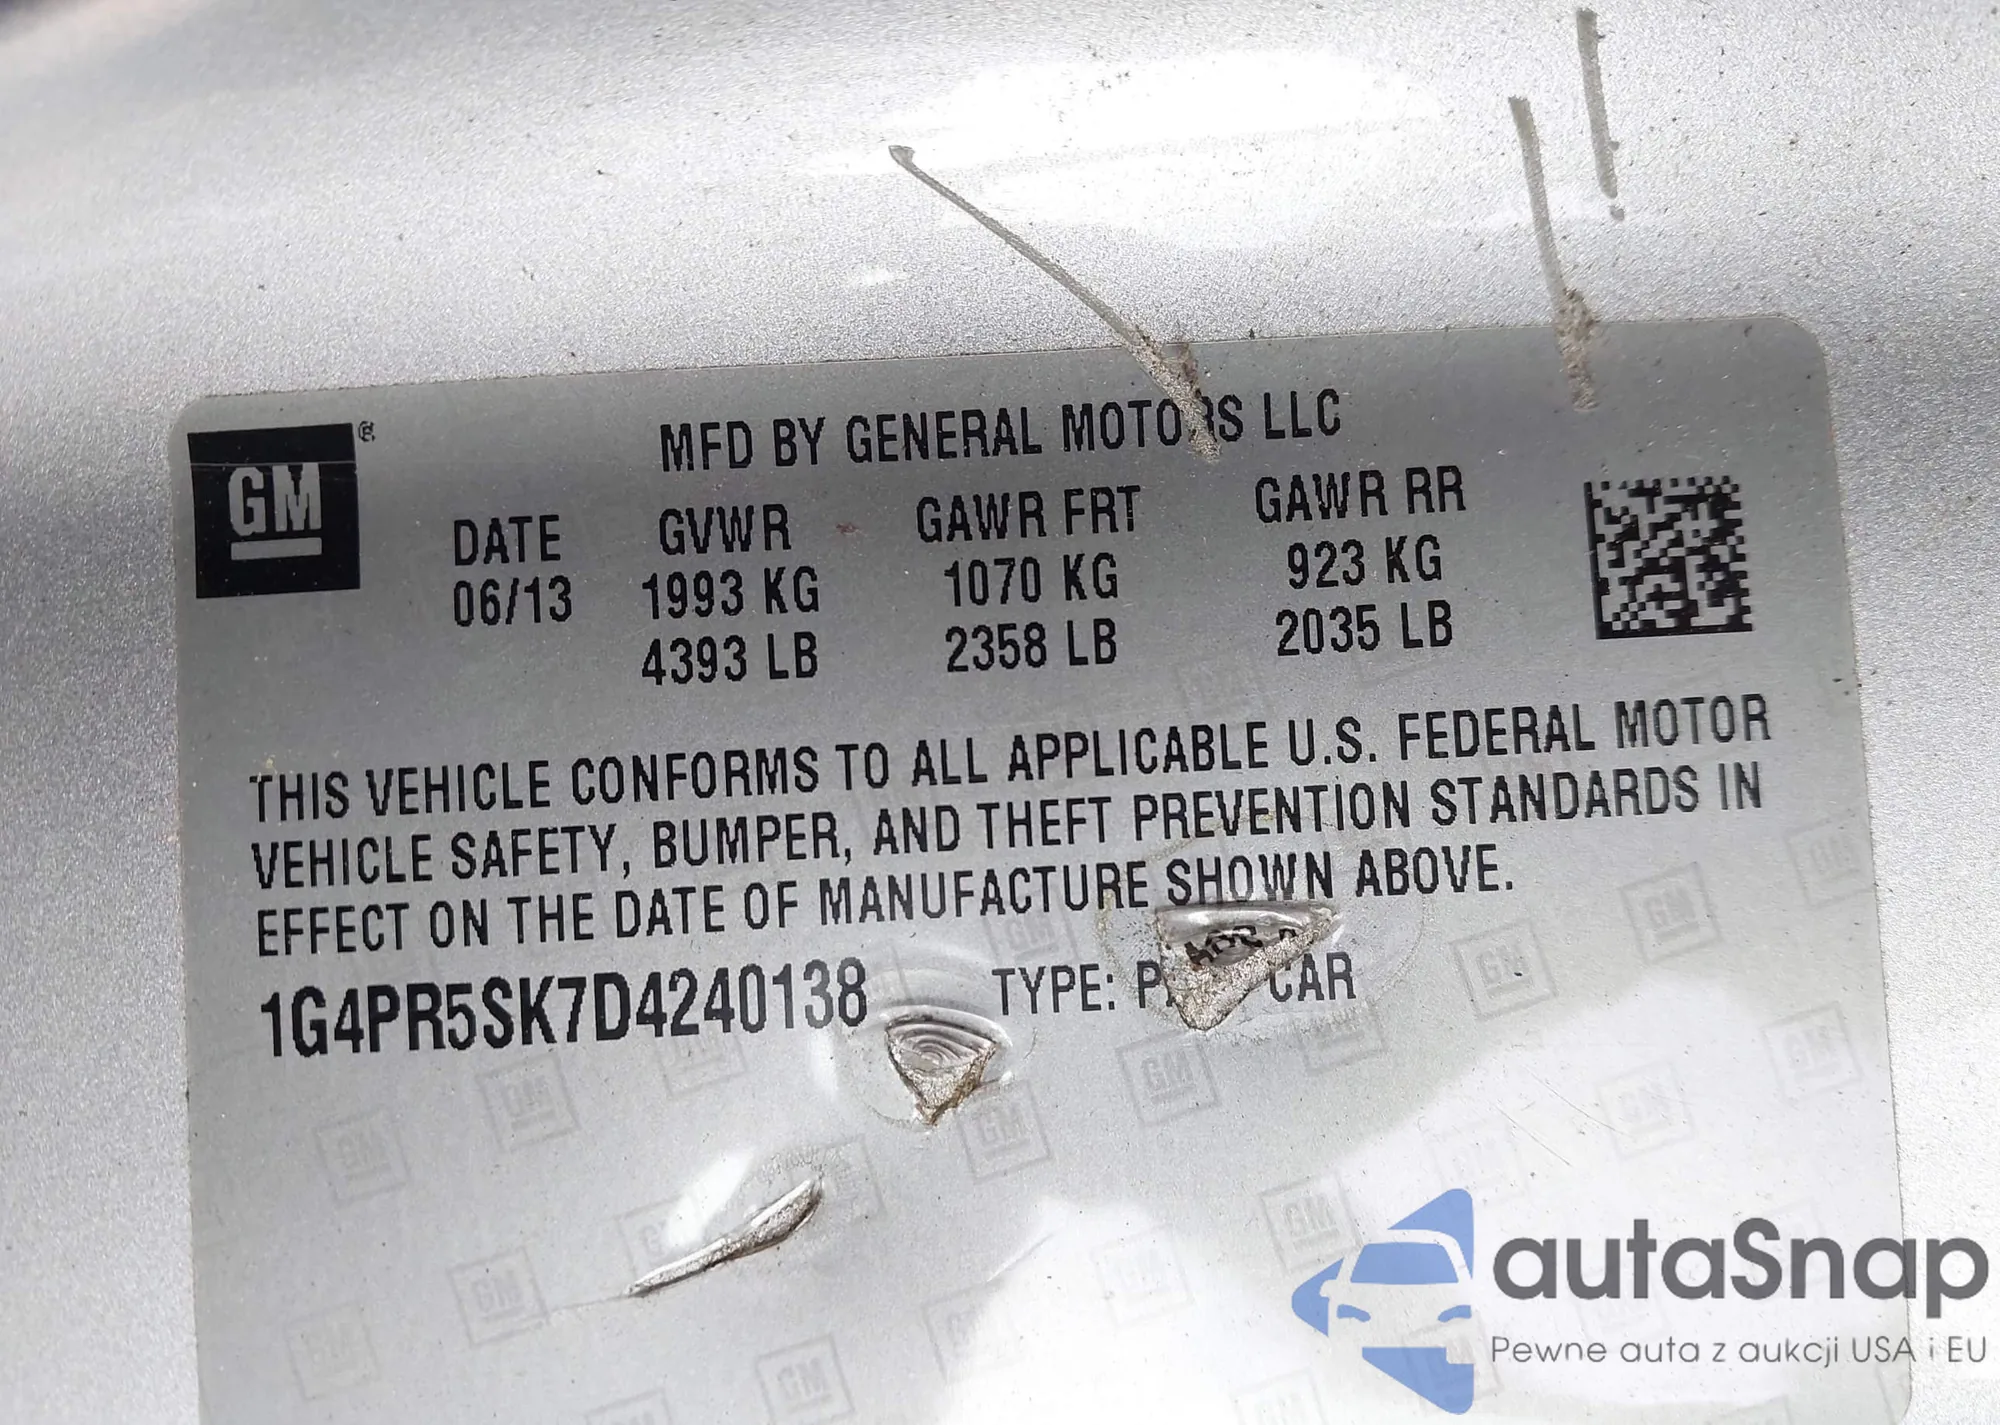 MFD BY GENERAL MOTORS LLC
GM
®
DATE GVWR GAWR FRT GAWR RR
06/13 1993 KG 1070 KG 923 KG
4393 LB 2358 LB 2035 LB
THIS VEHICLE CONFORMS TO ALL APPLICABLE U.S. FEDERAL MOTOR
VEHICLE SAFETY, BUMPER, AND THEFT PREVENTION STANDARDS IN
EFFECT ON THE DATE OF MANUFACTURE SHOWN ABOVE.
1G4PR5SK7D4240138 TYPE: CAR
autaSnap
Pewne auta z aukcji USA i EU